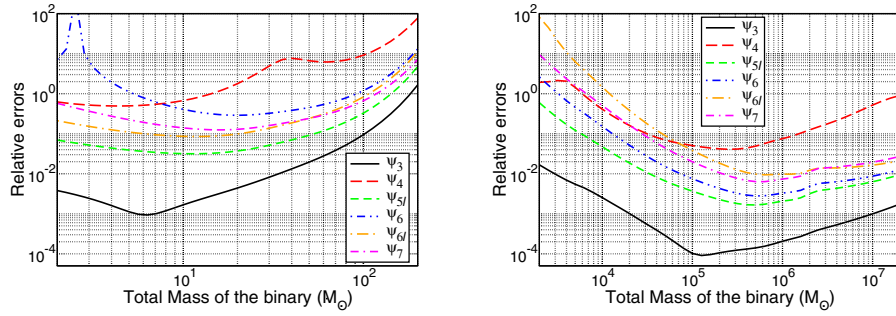 Relative errors
10^2
10^0
10^-2
10^-4
10^1
10^2
Total Mass of the binary (M⊙)
ψ3
ψ4
ψ5l
ψ6
ψ6l
ψ7
Relative errors
10^2
10^0
10^-2
10^-4
10^4
10^5
10^6
10^7
Total Mass of the binary (M⊙)
ψ3
ψ4
ψ5l
ψ6
ψ6l
ψ7